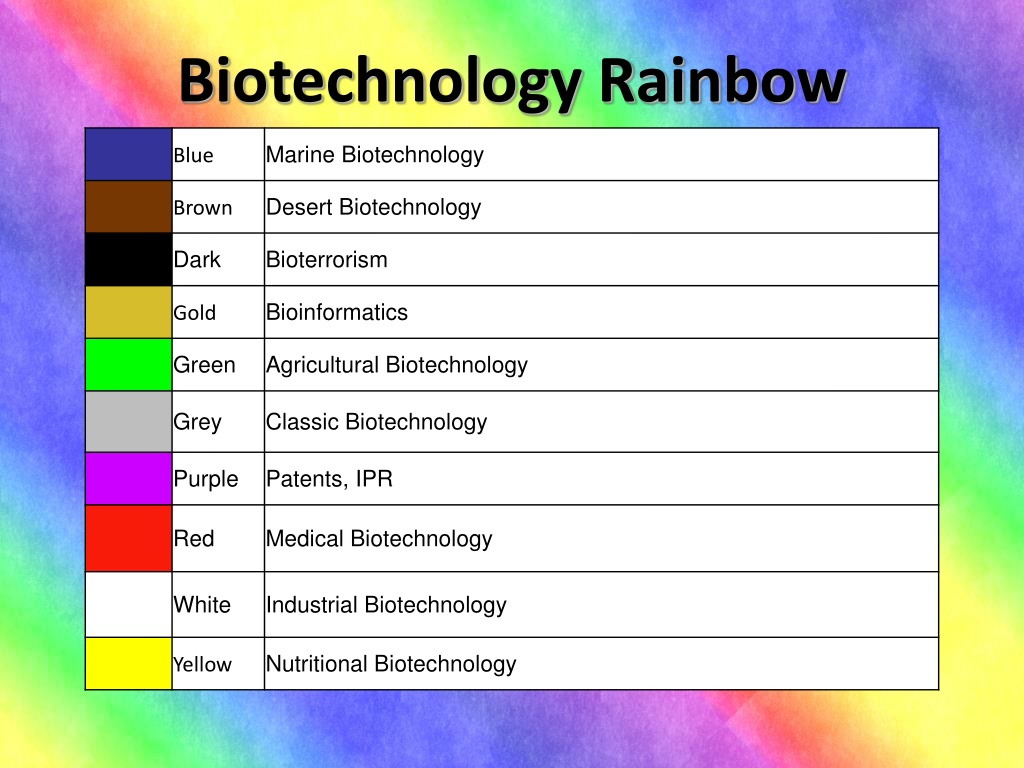 Biotechnology Rainbow
Blue Marine Biotechnology
Brown Desert Biotechnology
Dark Bioterrorism
Gold Bioinformatics
Green Agricultural Biotechnology
Grey Classic Biotechnology
Purple Patents, IPR
Red Medical Biotechnology
White Industrial Biotechnology
Yellow Nutritional Biotechnology